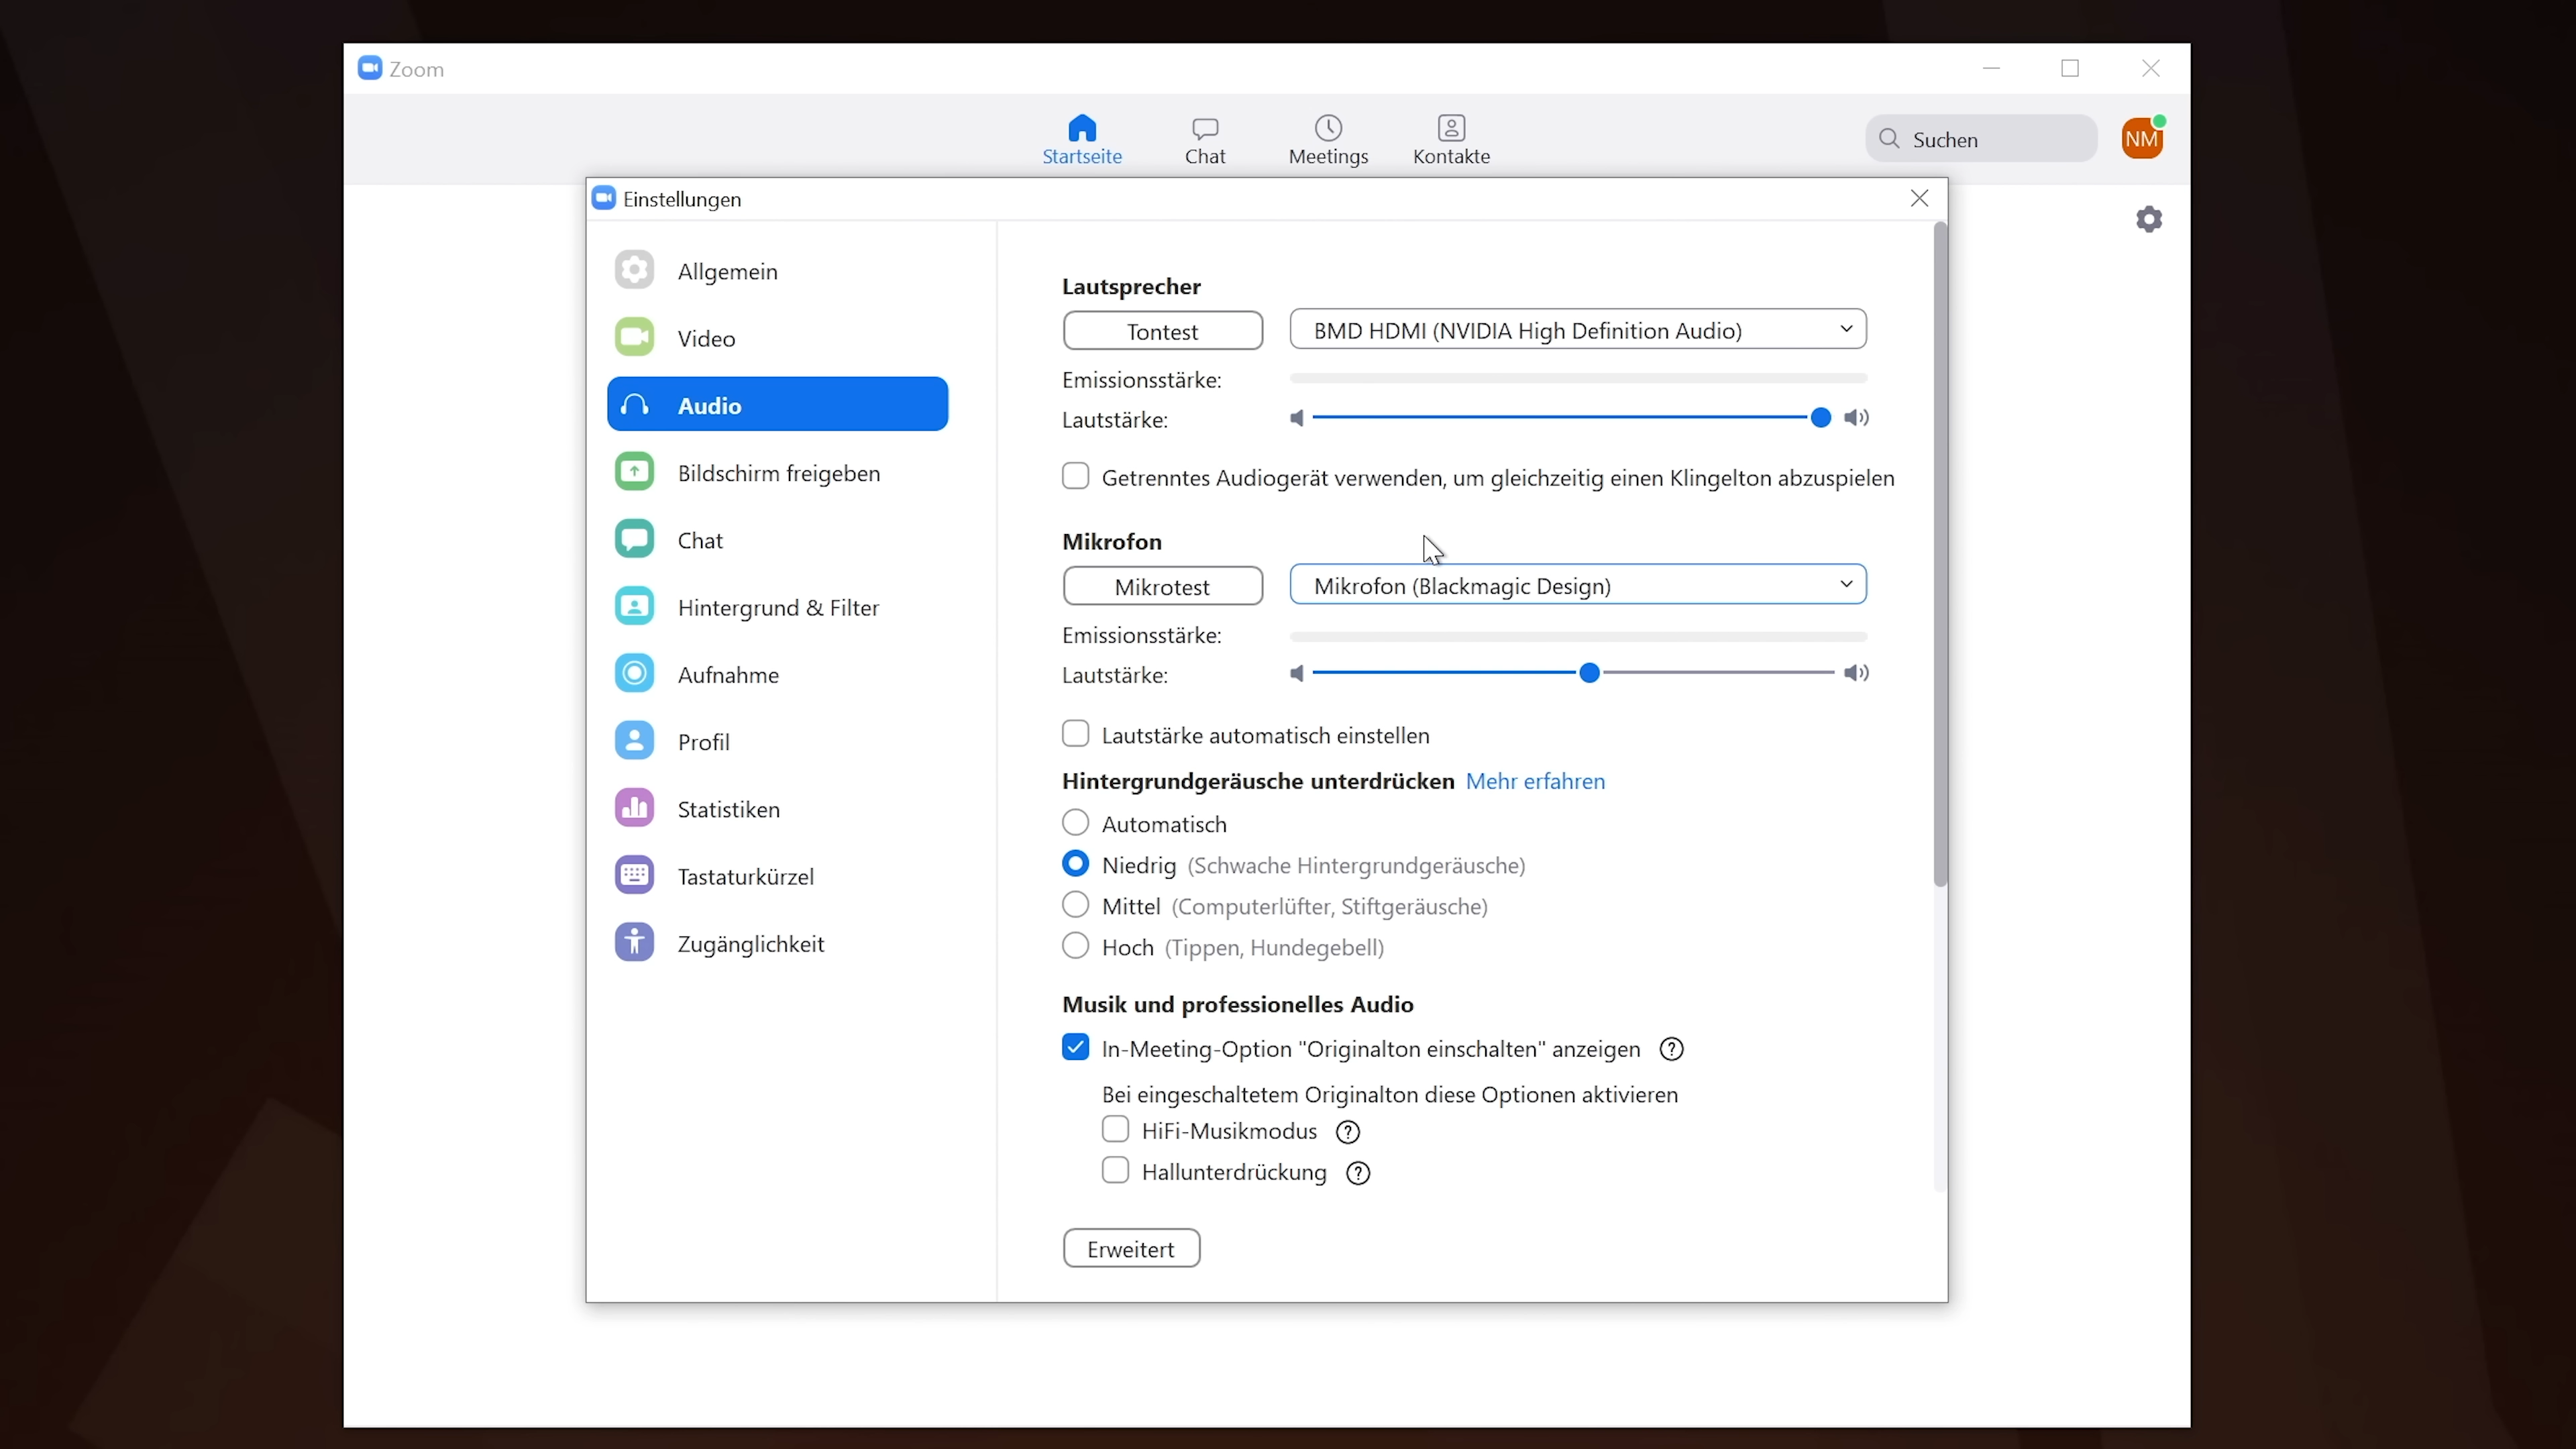 Zoom
Startseite
Chat
Meetings
Kontakte
Suchen
NM
Einstellungen
Allgemein
Video
Audio
Bildschirm freigeben
Chat
Hintergrund & Filter
Aufnahme
Profil
Statistiken
Tastaturkürzel
Zugänglichkeit
Lautsprecher
Tontest
BMD HDMI (NVIDIA High Definition Audio)
Emissionsstärke:
Lautstärke:
Getrenntes Audiogerät verwenden, um gleichzeitig einen Klingelton abzuspielen
Mikrofon
Mikrotest
Mikrofon (Blackmagic Design)
Emissionsstärke:
Lautstärke:
Lautstärke automatisch einstellen
Hintergrundgeräusche unterdrücken Mehr erfahren
Automatisch
Niedrig (Schwache Hintergrundgeräusche)
Mittel (Computerlüfter, Stiftgeräusche)
Hoch (Tippen, Hundegebell)
Musik und professionelles Audio
In-Meeting-Option "Originalton einschalten" anzeigen ?
Bei eingeschaltetem Originalton diese Optionen aktivieren
HiFi-Musikmodus ?
Hallunterdrückung ?
Erweitert